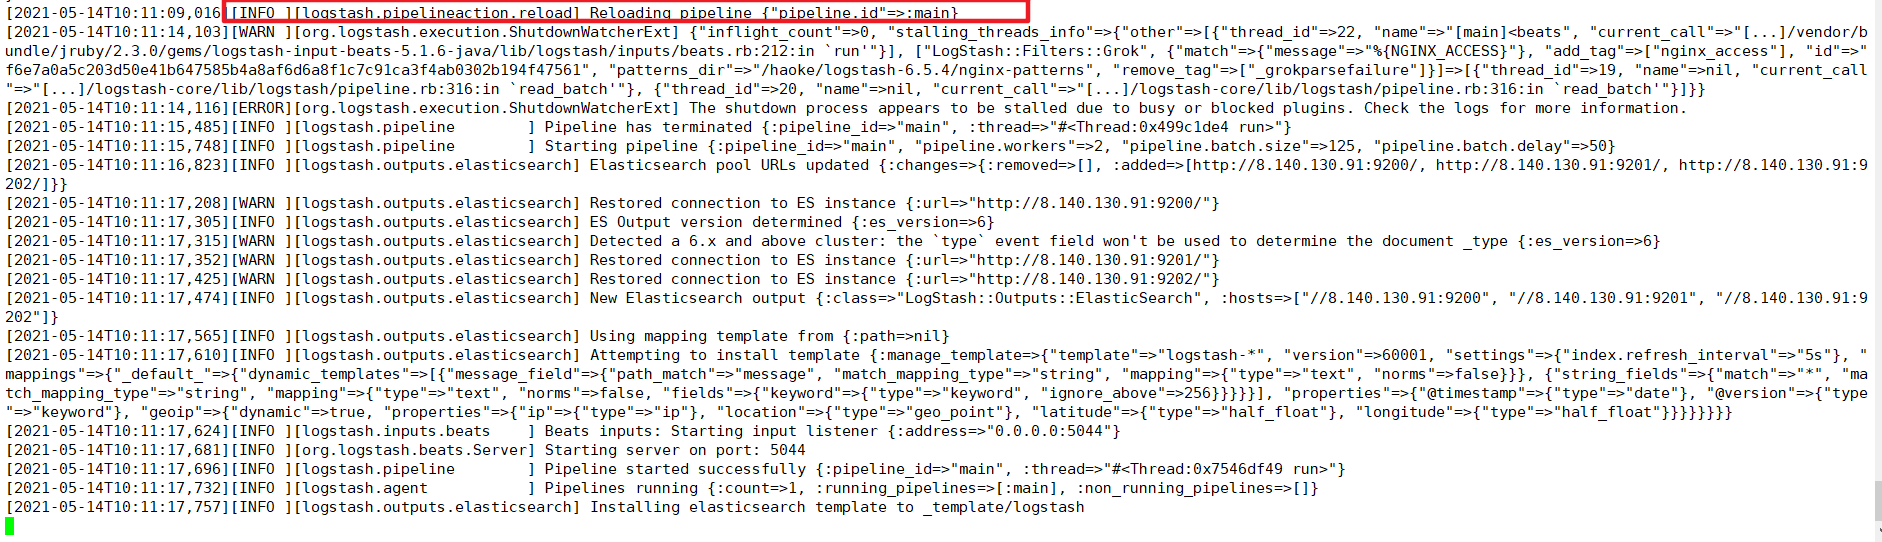 [2021-05-14T10:11:09,016][INFO ][logstash.pipelineaction.reload] Reloading pipeline {"pipeline.id"=>:main}
[2021-05-14T10:11:14,103][WARN ][org.logstash.execution.ShutdownWatcherExt] {"inflight_count"=>0, "stalling_threads_info"=>{"other"=>[{"thread_id"=>22, "name"=>"[main]<beats", "current_call"=>"[...]/vendor/b
undle/jruby/2.3.0/gems/logstash-input-beats-5.1.6-java/lib/logstash/inputs/beats.rb:212:in `run'"}], ["LogStash::Filters::Grok", {"match"=>{"message"=>"%{NGINX_ACCESS}"}, "add_tag"=>["nginx_access"], "id"=>"
f6e7a0a5c203d50e41b647585b4a8af6d6a8f1c7c91ca3f4ab0302b194f47561", "patterns_dir"=>"/haoke/logstash-6.5.4/nginx-patterns", "remove_tag"=>["_grokparsefailure"]}]=>[{"thread_id"=>19, "name"=>nil, "current_call
"=>"[...]/logstash-core/lib/logstash/pipeline.rb:316:in `read_batch'"}, {"thread_id"=>20, "name"=>nil, "current_call"=>"[...]/logstash-core/lib/logstash/pipeline.rb:316:in `read_batch'"}]}}
[2021-05-14T10:11:14,116][ERROR][org.logstash.execution.ShutdownWatcherExt] The shutdown process appears to be stalled due to busy or blocked plugins. Check the logs for more information.
[2021-05-14T10:11:15,485][INFO ][logstash.pipeline        ] Pipeline has terminated {:pipeline_id=>"main", :thread=>"#<Thread:0x499c1de4 run>"}
[2021-05-14T10:11:15,748][INFO ][logstash.pipeline        ] Starting pipeline {:pipeline_id=>"main", "pipeline.workers"=>2, "pipeline.batch.size"=>125, "pipeline.batch.delay"=>50}
[2021-05-14T10:11:16,823][INFO ][logstash.outputs.elasticsearch] Elasticsearch pool URLs updated {:changes=>{:removed=>[], :added=>[http://8.140.130.91:9200/, http://8.140.130.91:9201/, http://8.140.130.91:9
202/]}}
[2021-05-14T10:11:17,208][WARN ][logstash.outputs.elasticsearch] Restored connection to ES instance {:url=>"http://8.140.130.91:9200/"}
[2021-05-14T10:11:17,305][INFO ][logstash.outputs.elasticsearch] ES Output version determined {:es_version=>6}
[2021-05-14T10:11:17,315][WARN ][logstash.outputs.elasticsearch] Detected a 6.x and above cluster: the `type` event field won't be used to determine the document _type {:es_version=>6}
[2021-05-14T10:11:17,352][WARN ][logstash.outputs.elasticsearch] Restored connection to ES instance {:url=>"http://8.140.130.91:9201/"}
[2021-05-14T10:11:17,425][WARN ][logstash.outputs.elasticsearch] Restored connection to ES instance {:url=>"http://8.140.130.91:9202/"}
[2021-05-14T10:11:17,474][INFO ][logstash.outputs.elasticsearch] New Elasticsearch output {:class=>"LogStash::Outputs::ElasticSearch", :hosts=>["//8.140.130.91:9200", "//8.140.130.91:9201", "//8.140.130.91:9
202"]}
[2021-05-14T10:11:17,565][INFO ][logstash.outputs.elasticsearch] Using mapping template from {:path=>nil}
[2021-05-14T10:11:17,610][INFO ][logstash.outputs.elasticsearch] Attempting to install template {:manage_template=>{"template"=>"logstash-*", "version"=>60001, "settings"=>{"index.refresh_interval"=>"5s"}, "
mappings"=>{"_default_"=>{"dynamic_templates"=>[{"message_field"=>{"path_match"=>"message", "match_mapping_type"=>"string", "mapping"=>{"type"=>"text", "norms"=>false}}}, {"string_fields"=>{"match"=>"*", "ma
tch_mapping_type"=>"string", "mapping"=>{"type"=>"text", "norms"=>false, "fields"=>{"keyword"=>{"type"=>"keyword", "ignore_above"=>256}}}}}], "properties"=>{"@timestamp"=>{"type"=>"date"}, "@version"=>{"type
"=>"keyword"}, "geoip"=>{"dynamic"=>true, "properties"=>{"ip"=>{"type"=>"ip"}, "location"=>{"type"=>"geo_point"}, "latitude"=>{"type"=>"half_float"}, "longitude"=>{"type"=>"half_float"}}}}}}}}
[2021-05-14T10:11:17,624][INFO ][logstash.inputs.beats    ] Beats inputs: Starting input listener {:address=>"0.0.0.0:5044"}
[2021-05-14T10:11:17,681][INFO ][org.logstash.beats.Server] Starting server on port: 5044
[2021-05-14T10:11:17,696][INFO ][logstash.pipeline        ] Pipeline started successfully {:pipeline_id=>"main", :thread=>"#<Thread:0x7546df49 run>"}
[2021-05-14T10:11:17,732][INFO ][logstash.agent           ] Pipelines running {:count=>1, :running_pipelines=>[:main], :non_running_pipelines=>[]}
[2021-05-14T10:11:17,757][INFO ][logstash.outputs.elasticsearch] Installing elasticsearch template to _template/logstash